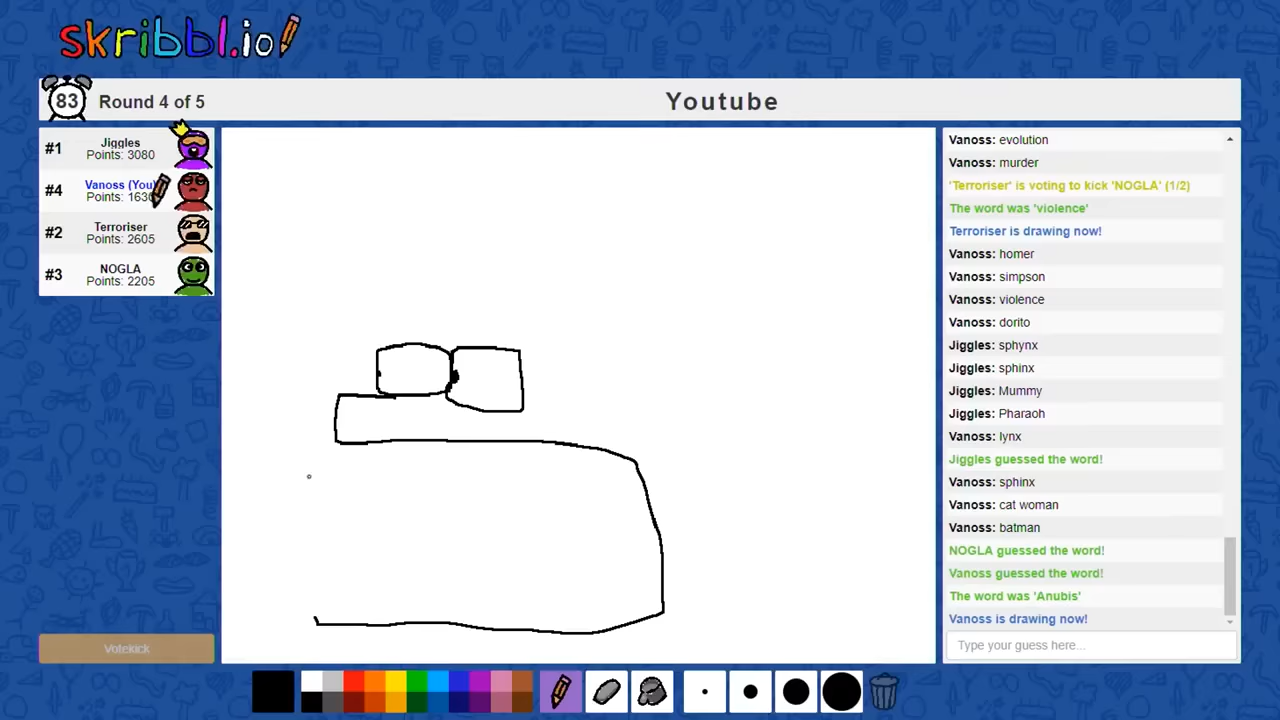 skribbl.io!
83
Round 4 of 5
Youtube
#1
Jiggles
Points: 3080
#4
Vanoss (You)
Points: 1630
#2
Terroriser
Points: 2605
#3
NOGLA
Points: 2205
Votekick
Vanoss: evolution
Vanoss: murder
'Terroriser' is voting to kick 'NOGLA' (1/2)
The word was 'violence'
Terroriser is drawing now!
Vanoss: homer
Vanoss: simpson
Vanoss: violence
Vanoss: dorito
Jiggles: sphynx
Jiggles: sphinx
Jiggles: Mummy
Jiggles: Pharaoh
Vanoss: lynx
Jiggles guessed the word!
Vanoss: sphinx
Vanoss: cat woman
Vanoss: batman
NOGLA guessed the word!
Vanoss guessed the word!
The word was 'Anubis'
Vanoss is drawing now!
Type your guess here...